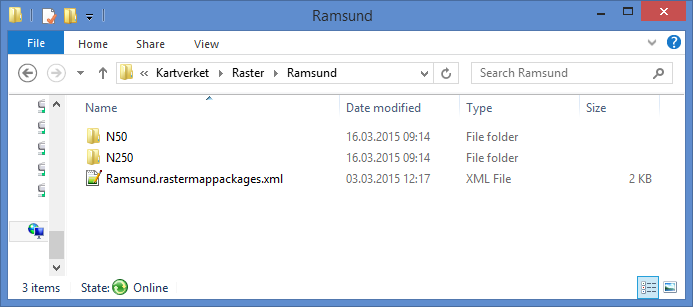 Ramsund
File Home Share View
« Kartverket Raster Ramsund Search Ramsund
Name Date modified Type Size
N50 16.03.2015 09:14 File folder
N250 16.03.2015 09:14 File folder
Ramsund.rastermappackages.xml 03.03.2015 12:17 XML File 2 KB
3 items State: Online